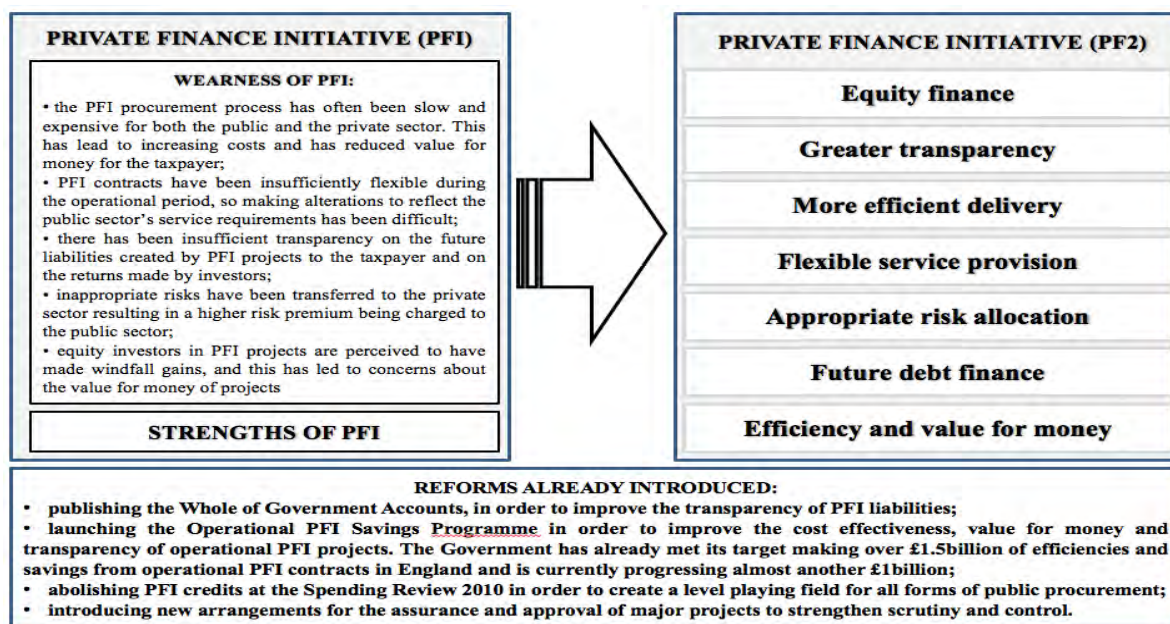 PRIVATE FINANCE INITIATIVE (PFI)
WEARNESS OF PFI:
• the PFI procurement process has often been slow and
expensive for both the public and the private sector. This
has lead to increasing costs and has reduced value for
money for the taxpayer;
• PFI contracts have been insufficiently flexible during
the operational period, so making alterations to reflect the
public sector's service requirements has been difficult;
• there has been insufficient transparency on the future
liabilities created by PFI projects to the taxpayer and on
the returns made by investors;
• inappropriate risks have been transferred to the private
sector resulting in a higher risk premium being charged to
the public sector;
• equity investors in PFI projects are perceived to have
made windfall gains, and this has led to concerns about
the value for money of projects
STRENGTHS OF PFI
PRIVATE FINANCE INITIATIVE (PF2)
Equity finance
Greater transparency
More efficient delivery
Flexible service provision
Appropriate risk allocation
Future debt finance
Efficiency and value for money
REFORMS ALREADY INTRODUCED:
• publishing the Whole of Government Accounts, in order to improve the transparency of PFI liabilities;
• launching the Operational PFI Savings Programme in order to improve the cost effectiveness, value for money and
transparency of operational PFI projects. The Government has already met its target making over £1.5billion of efficiencies and
savings from operational PFI contracts in England and is currently progressing almost another £1billion;
• abolishing PFI credits at the Spending Review 2010 in order to create a level playing field for all forms of public procurement;
• introducing new arrangements for the assurance and approval of major projects to strengthen scrutiny and control.